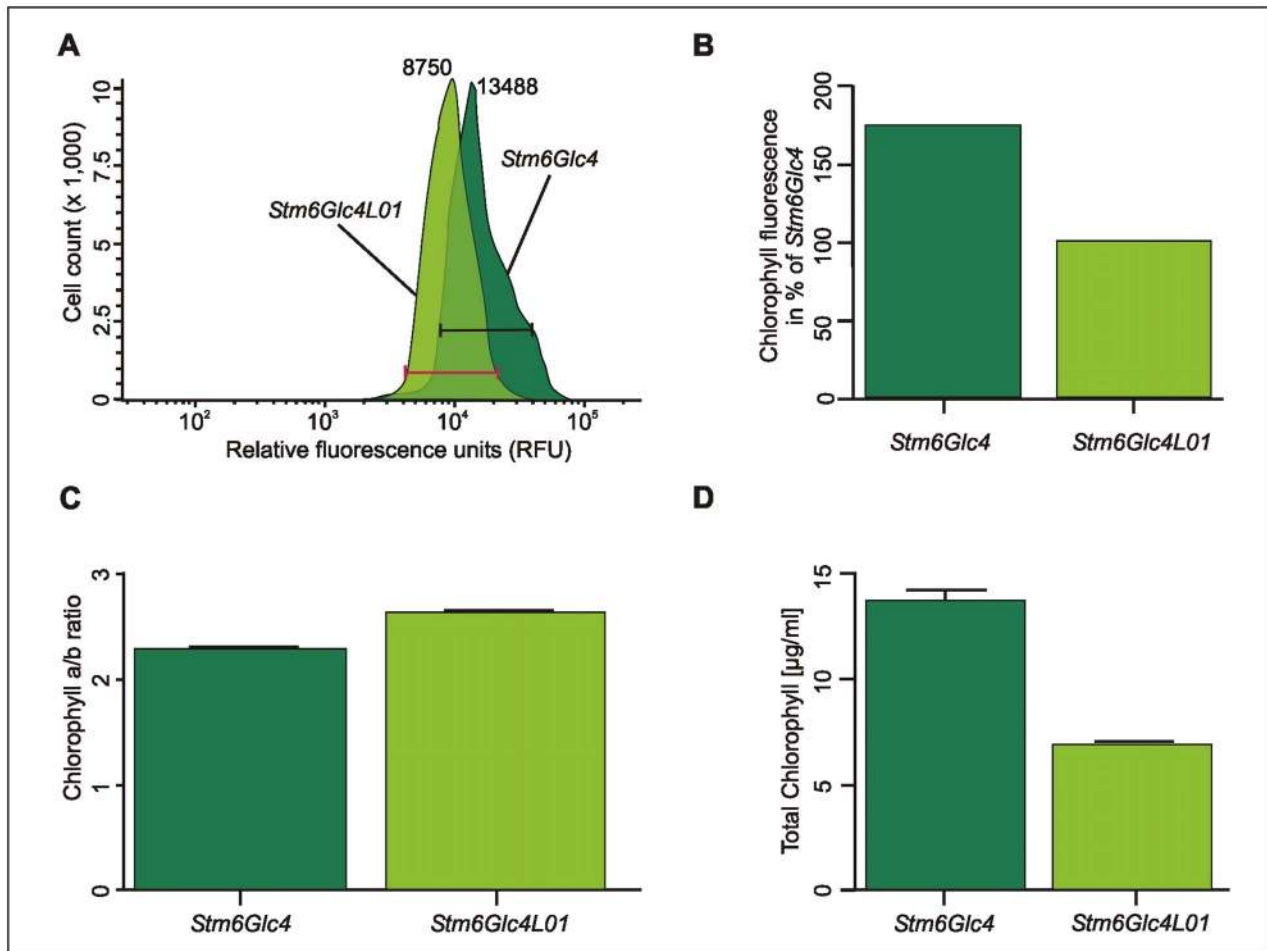 A
8750
13488
Stm6Glc4
Stm6Glc4L01
Cell count (x 1,000)
10
7.5
5
2.5
0
10²
10³
10⁴
10⁵
Relative fluorescence units (RFU)
B
Chlorophyll fluorescence
in % of Stm6Glc4
200
150
100
50
0
Stm6Glc4
Stm6Glc4L01
C
Chlorophyll a/b ratio
3
2
1
0
Stm6Glc4
Stm6Glc4L01
D
Total Chlorophyll [µg/ml]
15
10
5
0
Stm6Glc4
Stm6Glc4L01